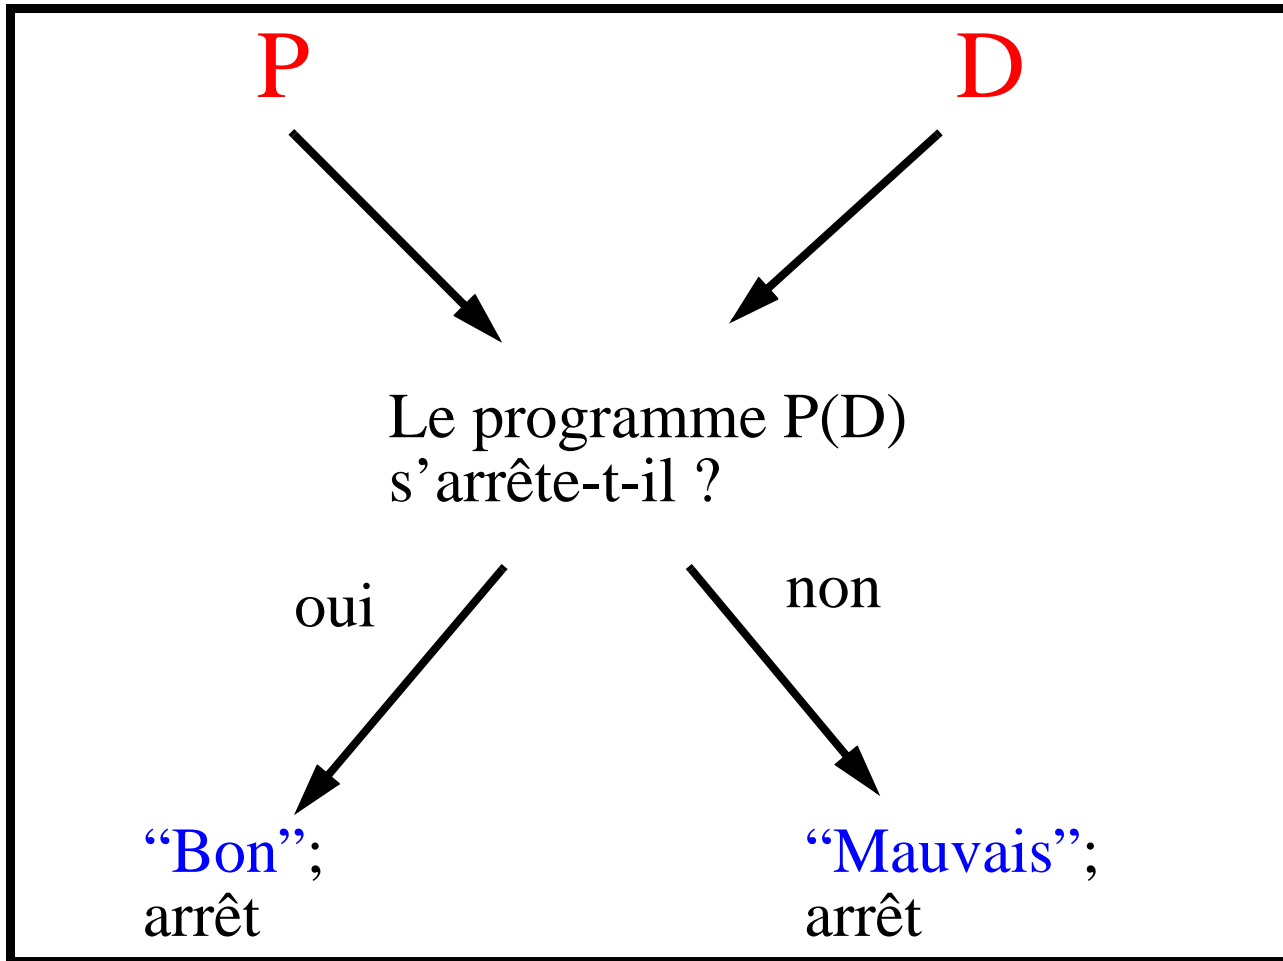 P
D
Le programme P(D)
s’arrête-t-il ?
oui
non
“Bon”;
arrêt
“Mauvais”;
arrêt